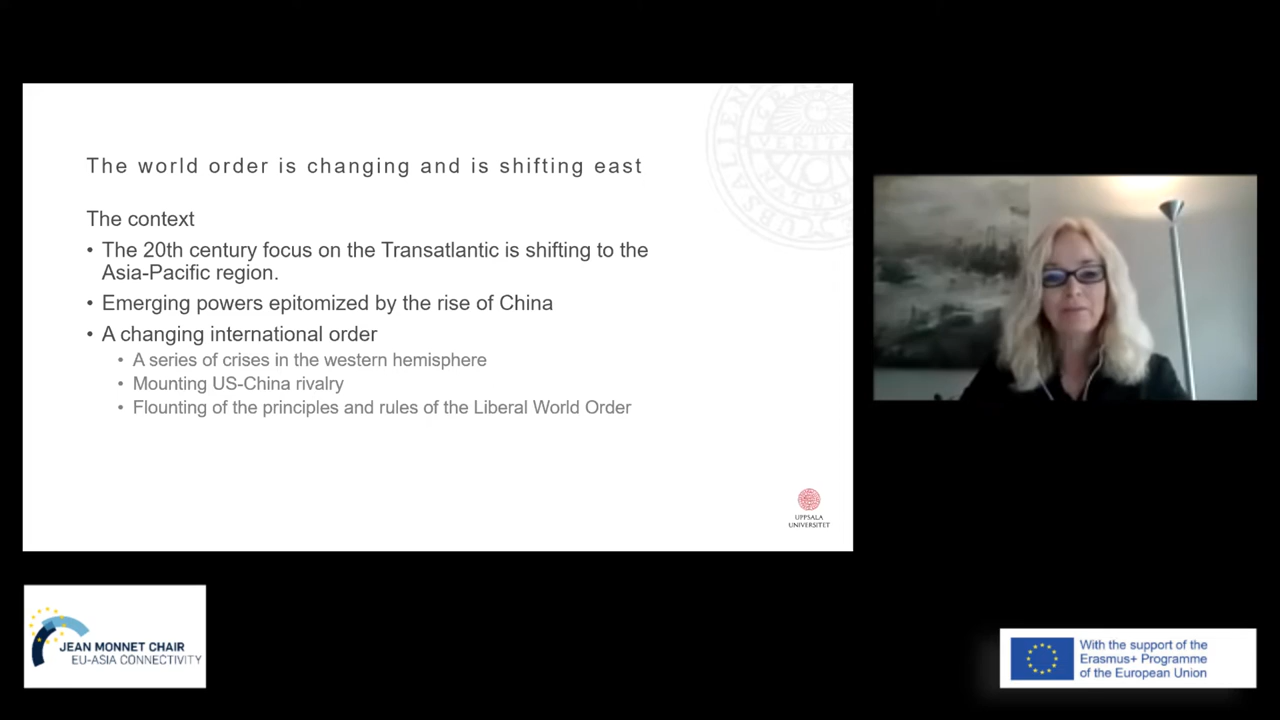 The world order is changing and is shifting east
The context
• The 20th century focus on the Transatlantic is shifting to the
Asia-Pacific region.
• Emerging powers epitomized by the rise of China
• A changing international order
• A series of crises in the western hemisphere
• Mounting US-China rivalry
• Flounting of the principles and rules of the Liberal World Order
UPPSALA
UNIVERSITET
JEAN MONNET CHAIR
EU-ASIA CONNECTIVITY
With the support of the
Erasmus+ Programme
of the European Union